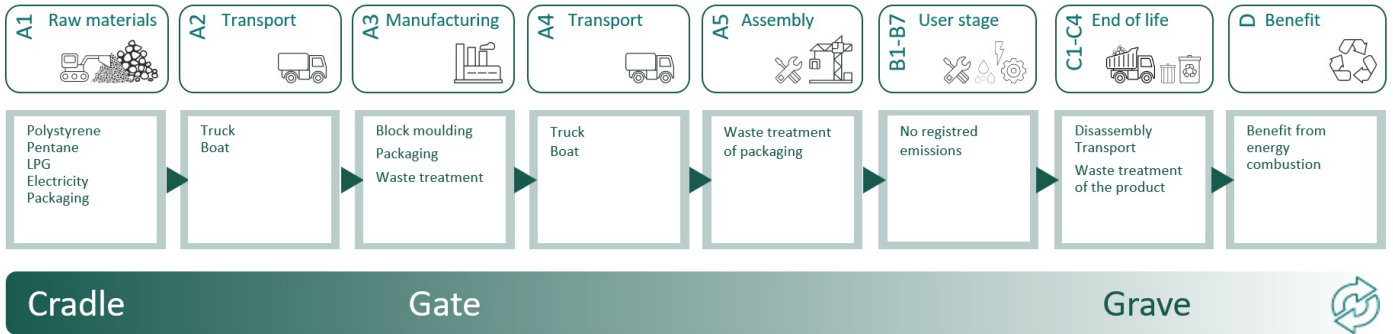 A1 Raw materials
A2 Transport
A3 Manufacturing
A4 Transport
A5 Assembly
B1-B7 User stage
C1-C4 End of life
D Benefit
Polystyrene
Pentane
LPG
Electricity
Packaging
Truck
Boat
Block moulding
Packaging
Waste treatment
Truck
Boat
Waste treatment
of packaging
No registred
emissions
Disassembly
Transport
Waste treatment
of the product
Benefit from
energy
combustion
Cradle
Gate
Grave